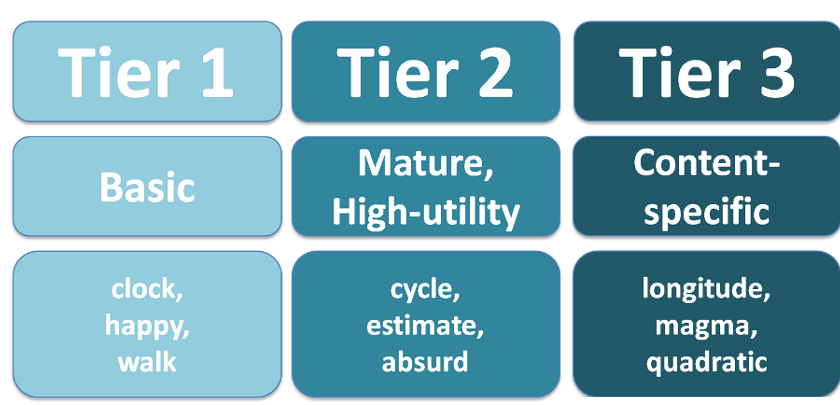 Tier 1
Tier 2
Tier 3
Basic
Mature,
High-utility
Content-
specific
clock,
happy,
walk
cycle,
estimate,
absurd
longitude,
magma,
quadratic